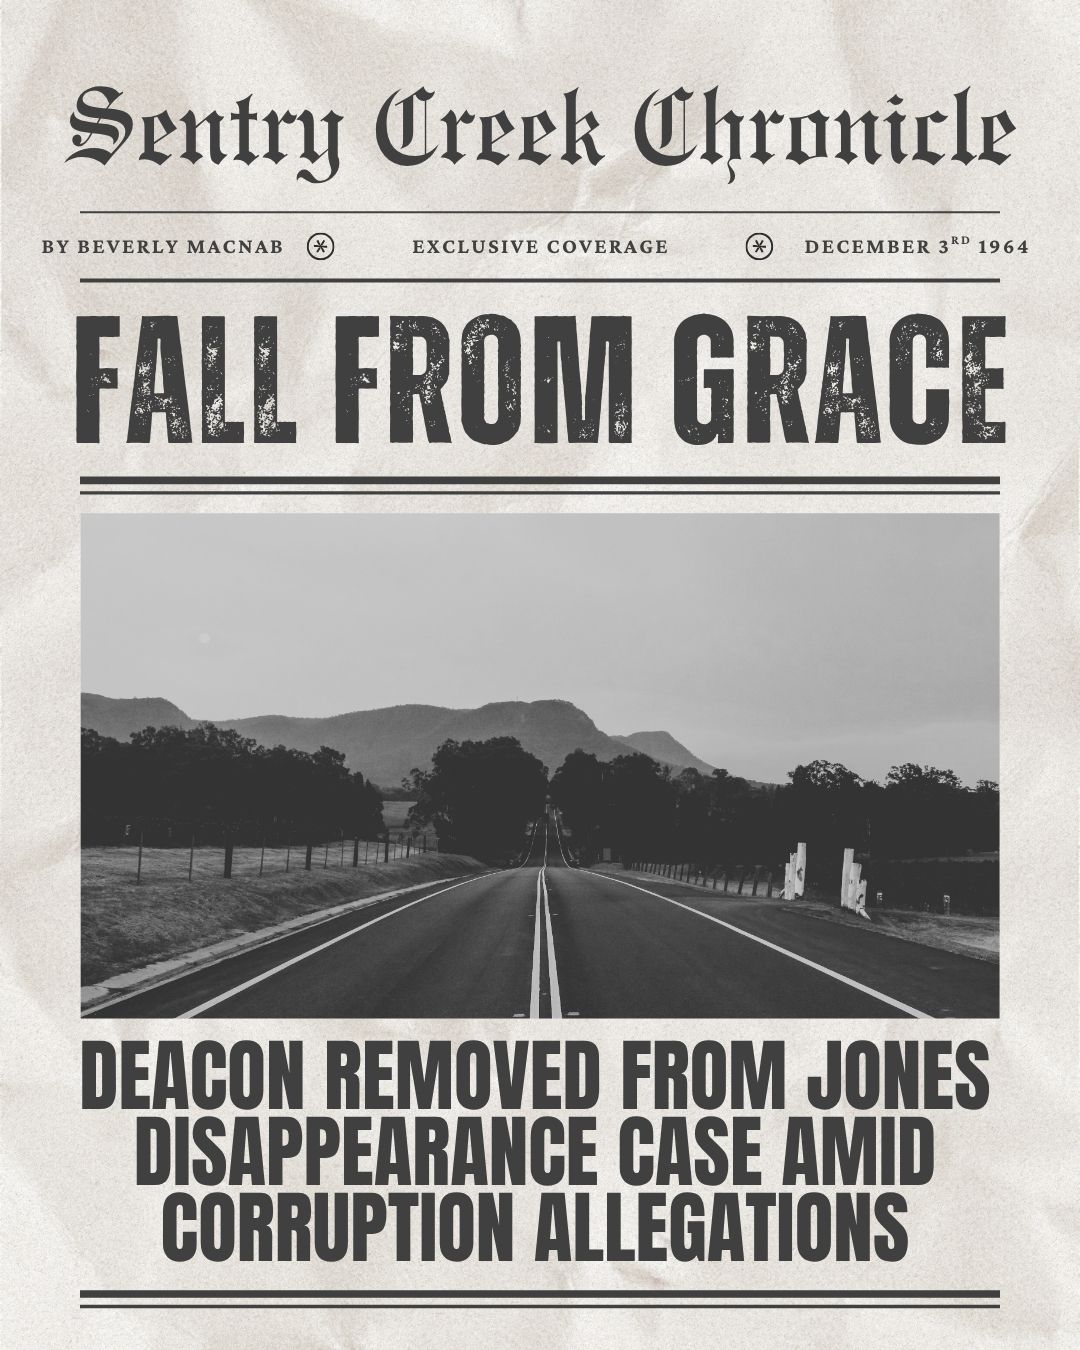 Sentry Creek Chronicle
BY BEVERLY MACNAB EXCLUSIVE COVERAGE DECEMBER 3RD 1964
FALL FROM GRACE
DEACON REMOVED FROM JONES
DISAPPEARANCE CASE AMID
CORRUPTION ALLEGATIONS